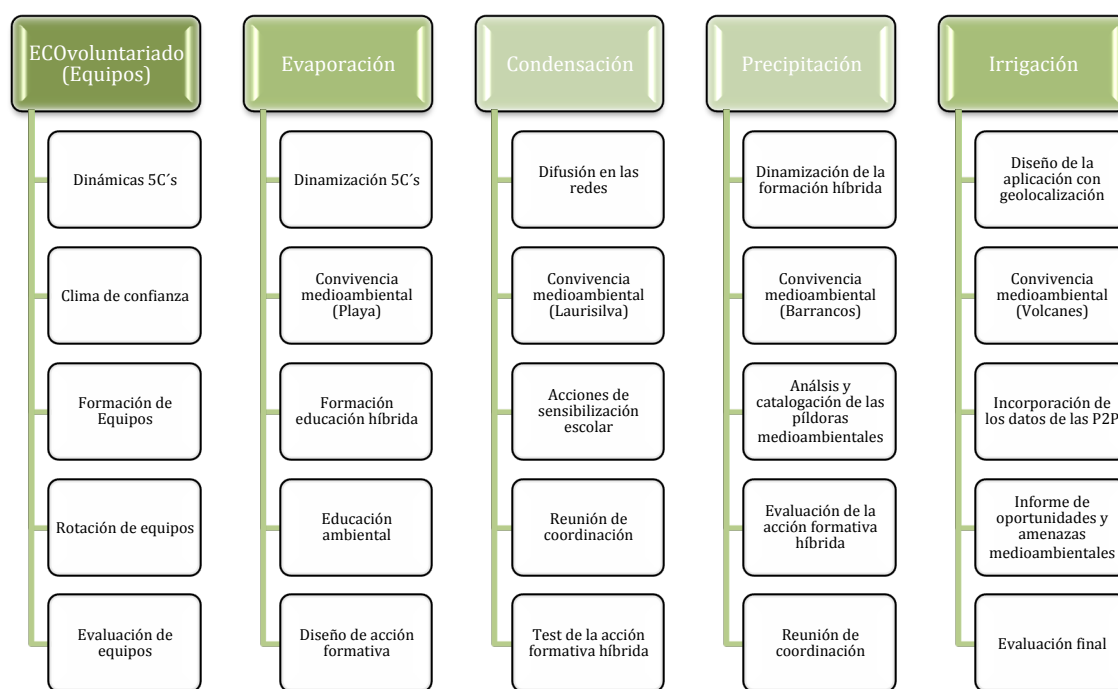 ECOvoluntariado
(Equipos)
Dinámicas 5C´s
Clima de confianza
Formación de
Equipos
Rotación de equipos
Evaluación de
equipos
Evaporación
Dinamización 5C´s
Convivencia
medioambiental
(Playa)
Formación
educación híbrida
Educación
ambiental
Diseño de acción
formativa
Condensación
Difusión en las
redes
Convivencia
medioambiental
(Laurisilva)
Acciones de
sensibilización
escolar
Reunión de
coordinación
Test de la acción
formativa híbrida
Precipitación
Dinamización de la
formación híbrida
Convivencia
medioambiental
(Barrancos)
Análsis y
catalogación de las
píldoras
medioambientales
Evaluación de la
acción formativa
híbrida
Reunión de
coordinación
Irrigación
Diseño de la
aplicación con
geolocalización
Convivencia
medioambiental
(Volcanes)
Incorporación de
los datos de las P2P
Informe de
oportunidades y
amenazas
medioambientales
Evaluación final